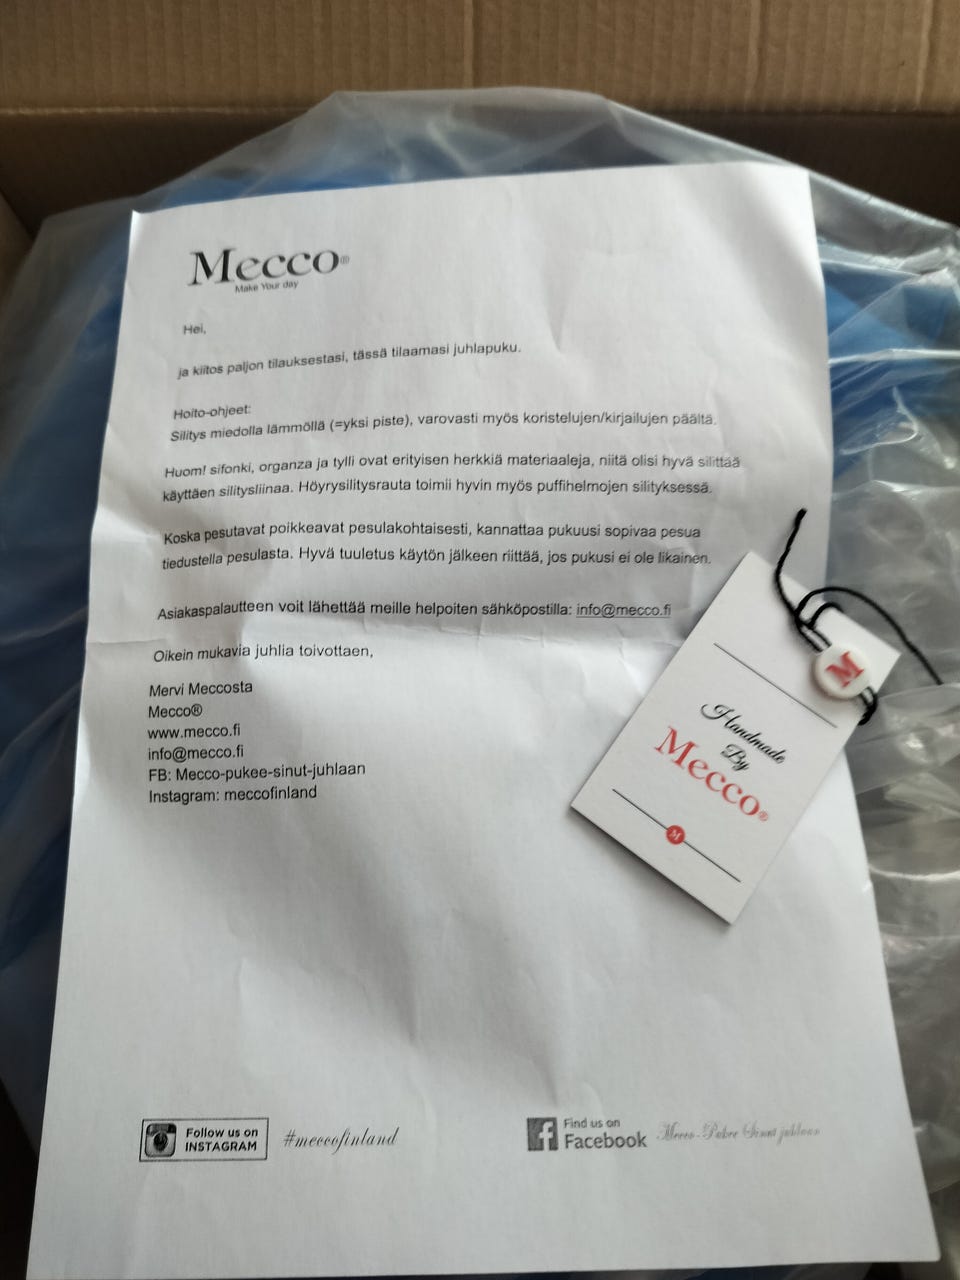 Mecco®
Make Your day
Hei,
ja kiitos paljon tilauksestasi, tässä tilaamasi juhlapuku.
Hoito-ohjeet:
Silitys miedolla lämmöllä (=yksi piste), varovasti myös koristelujen/kirjailujen päältä.
Huom! sifonki, organza ja tylli ovat erityisen herkkiä materiaaleja, niitä olisi hyvä silittää
käyttäen silitysliinaa. Höyrysilitysrauta toimii hyvin myös puffihelmojen silityksessä.
Koska pesutavat poikkeavat pesulakohtaisesti, kannattaa pukuusi sopivaa pesua
tiedustella pesulasta. Hyvä tuuletus käytön jälkeen riittää, jos pukusi ei ole likainen.
Asiakaspalautteen voit lähettää meille helpoiten sähköpostilla: info@mecco.fi
Oikein mukavia juhlia toivottaen,
Mervi Meccosta
Mecco®
www.mecco.fi
info@mecco.fi
FB: Mecco-pukee-sinut-juhlaan
Instagram: meccofinland
M
Handmade
By
Mecco®
M
Follow us on
INSTAGRAM
#meccofinland
Find us on
Facebook
Mecco-Pukee Sinut juhlaan